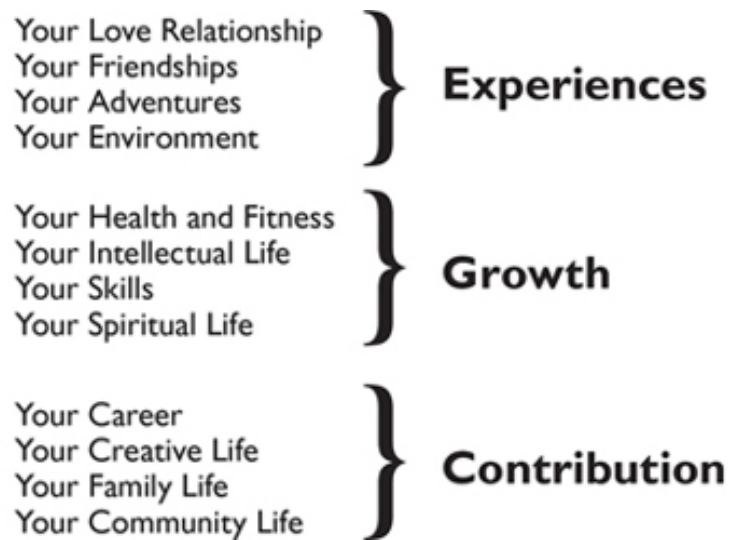 Your Love Relationship
Your Friendships
Your Adventures
Your Environment
Experiences
Your Health and Fitness
Your Intellectual Life
Your Skills
Your Spiritual Life
Growth
Your Career
Your Creative Life
Your Family Life
Your Community Life
Contribution